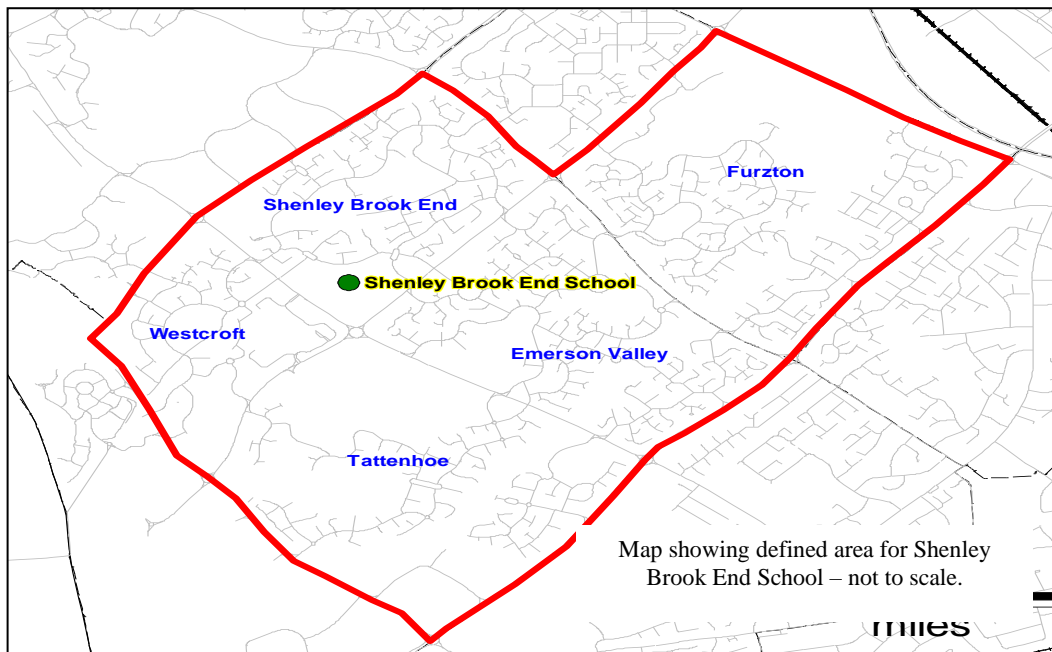 Furzton
Shenley Brook End
Shenley Brook End School
Westcroft
Emerson Valley
Tattenhoe
Map showing defined area for Shenley
Brook End School – not to scale.
miles